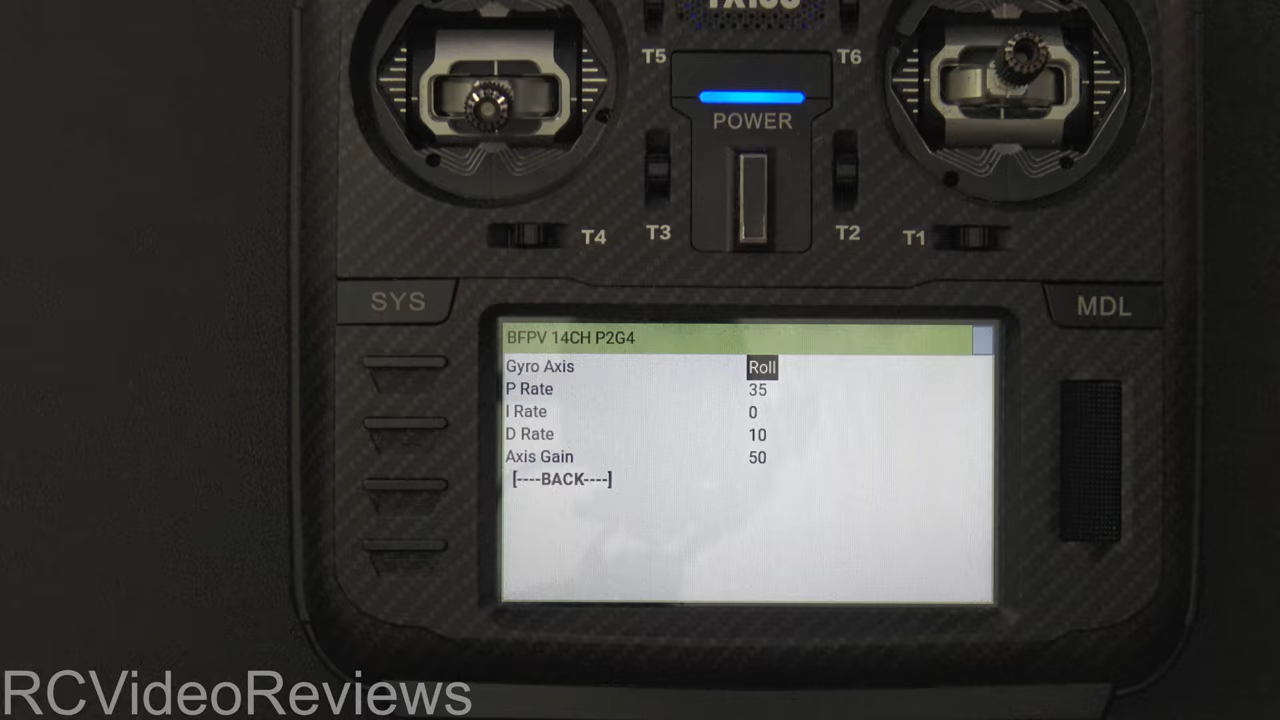 TX16S
T5
T6
POWER
T4
T3
T2
T1
SYS
MDL
BFPV 14CH P2G4
Gyro Axis Roll
P Rate 35
I Rate 0
D Rate 10
Axis Gain 50
[----BACK----]
RCVideoReviews